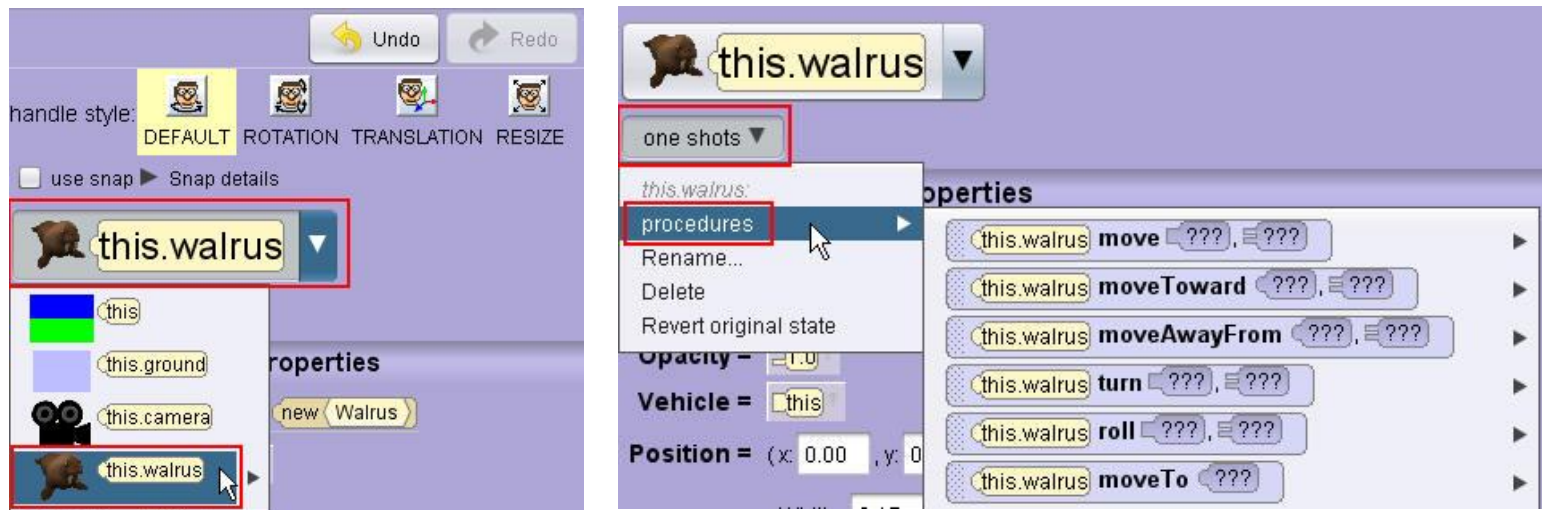 Undo
Redo
handle style:
DEFAULT ROTATION TRANSLATION RESIZE
use snap ▶ Snap details
this.walrus
this
this.ground
roperties
this.camera
new Walrus
this.walrus
this.walrus
one shots ▼
this.walrus:
procedures
Rename...
Delete
Revert original state
operties
this.walrus move ???, ???
this.walrus moveToward ???, ???
this.walrus moveAwayFrom ???, ???
this.walrus turn ???, ???
this.walrus roll ???, ???
this.walrus moveTo ???
Opacity = 1.0
Vehicle = this
Position = (x: 0.00 , y: 0